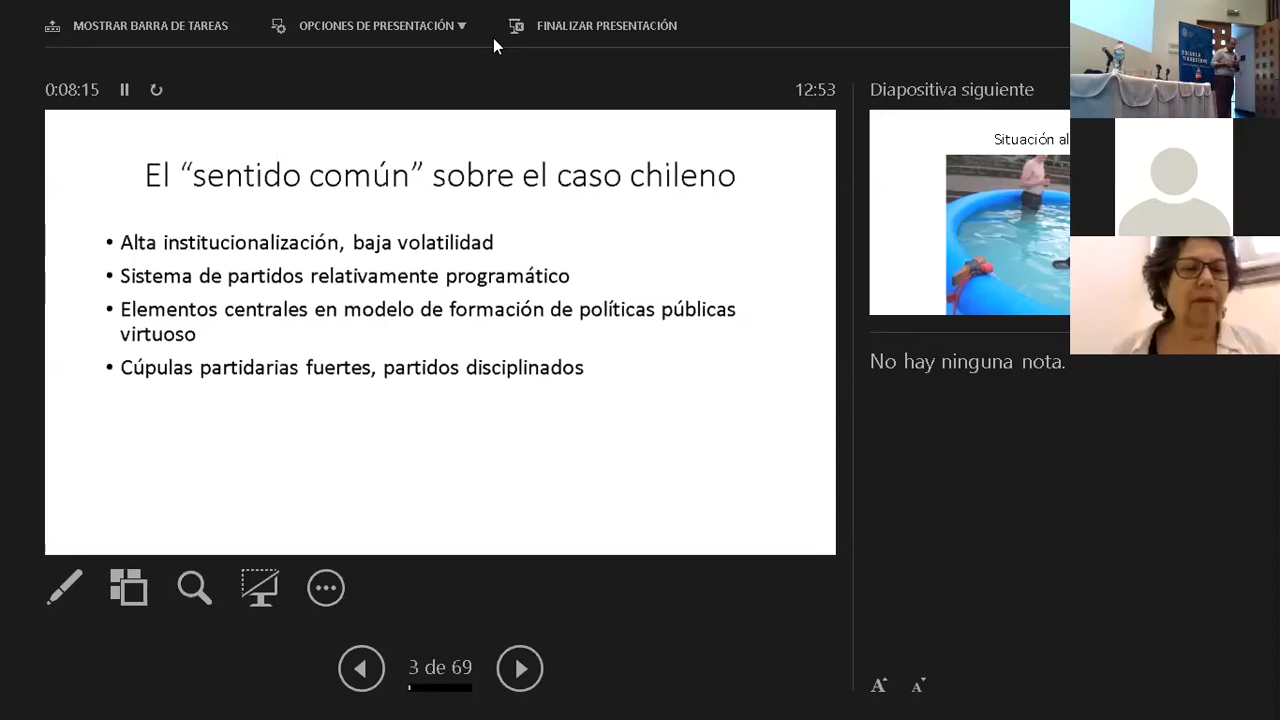 MOSTRAR BARRA DE TAREAS
OPCIONES DE PRESENTACIÓN ▼
FINALIZAR PRESENTACIÓN
0:08:15
12:53
El “sentido común” sobre el caso chileno
• Alta institucionalización, baja volatilidad
• Sistema de partidos relativamente programático
• Elementos centrales en modelo de formación de políticas públicas
virtuoso
• Cúpulas partidarias fuertes, partidos disciplinados
3 de 69
Diapositiva siguiente
Situación al
No hay ninguna nota.
A A
ESCUELA